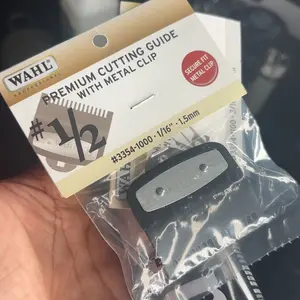 WAHL
PROFESSIONAL
PREMIUM CUTTING GUIDE
WITH METAL CLIP
SECURE FIT
METAL CLIP
#1/2
#3354-1000 - 1/16" - 1.5mm
WAHL